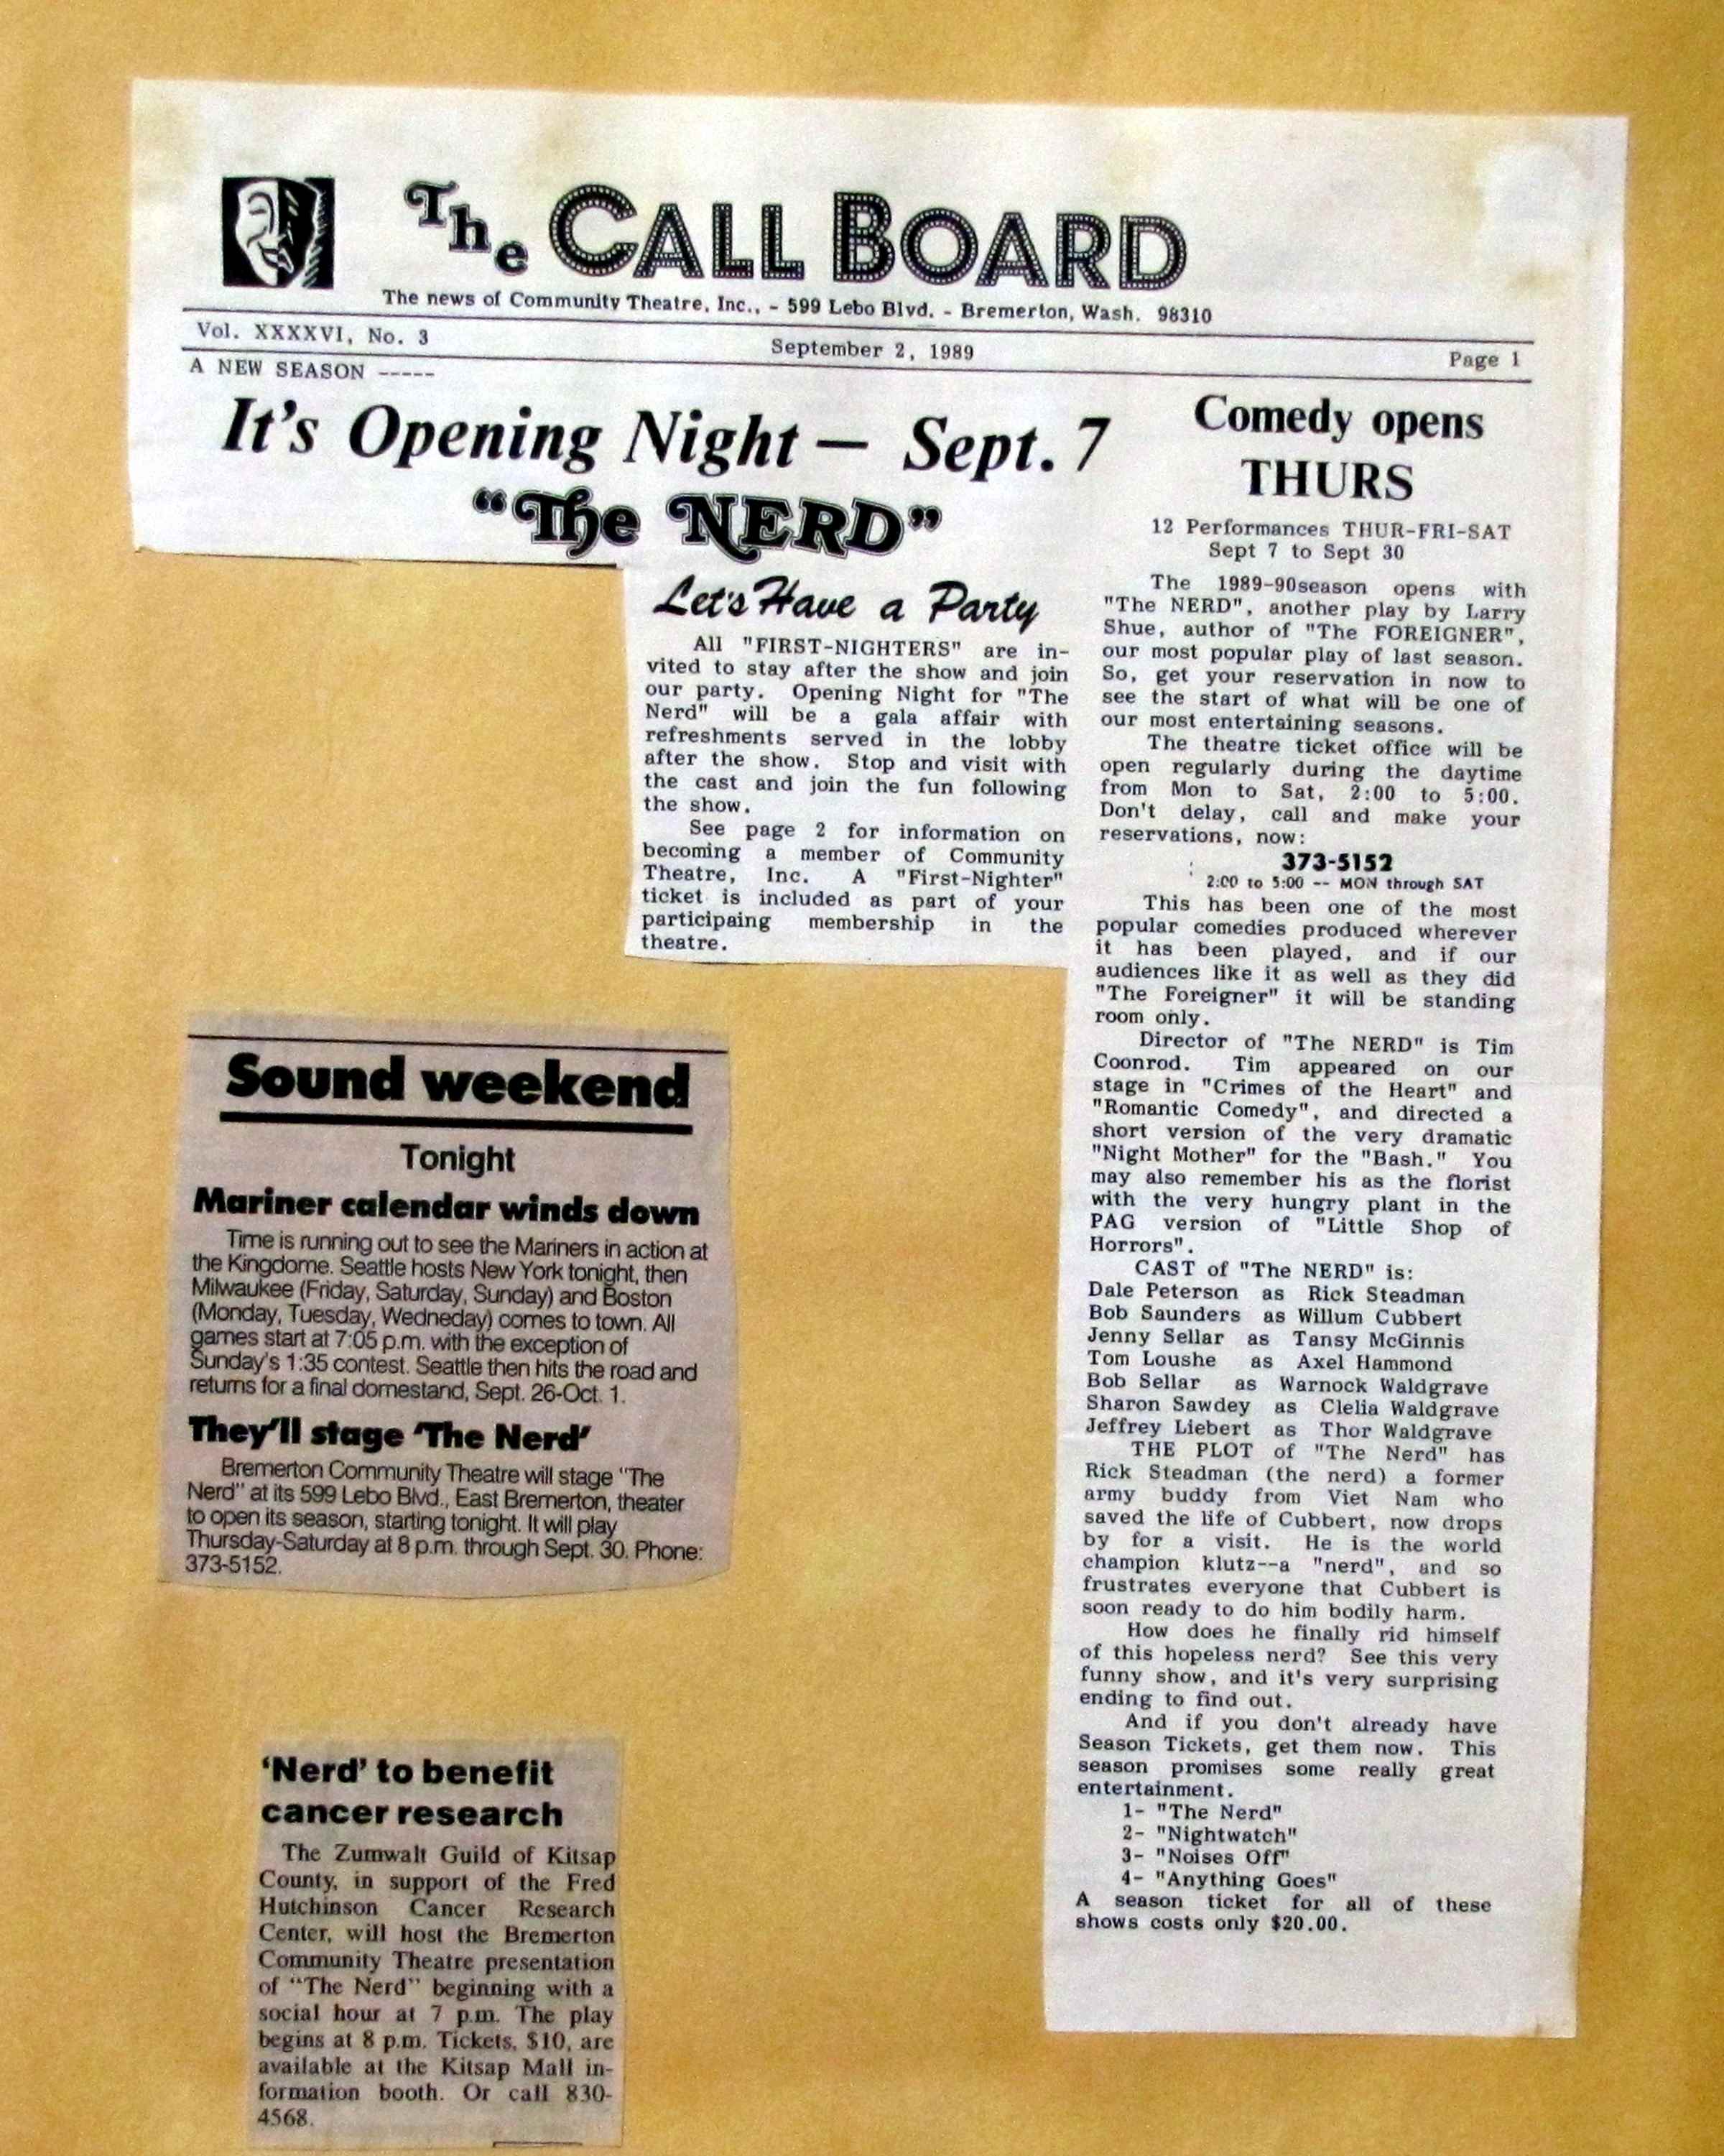 The CALL BOARD
The news of Community Theatre, Inc., - 599 Lebo Blvd. - Bremerton, Wash. 98310
Vol. XXXXVI, No. 3 September 2, 1989 Page 1
A NEW SEASON -----
It's Opening Night — Sept. 7
"The NERD"
Let's Have a Party
All "FIRST-NIGHTERS" are in-
vited to stay after the show and join
our party. Opening Night for "The
Nerd" will be a gala affair with
refreshments served in the lobby
after the show. Stop and visit with
the cast and join the fun following
the show.
See page 2 for information on
becoming a member of Community
Theatre, Inc. A "First-Nighter"
ticket is included as part of your
participaing membership in the
theatre.
Comedy opens
THURS
12 Performances THUR-FRI-SAT
Sept 7 to Sept 30
The 1989-90season opens with
"The NERD", another play by Larry
Shue, author of "The FOREIGNER",
our most popular play of last season.
So, get your reservation in now to
see the start of what will be one of
our most entertaining seasons.
The theatre ticket office will be
open regularly during the daytime
from Mon to Sat, 2:00 to 5:00.
Don't delay, call and make your
reservations, now:
373-5152
2:00 to 5:00 -- MON through SAT
This has been one of the most
popular comedies produced wherever
it has been played, and if our
audiences like it as well as they did
"The Foreigner" it will be standing
room only.
Director of "The NERD" is Tim
Coonrod. Tim appeared on our
stage in "Crimes of the Heart" and
"Romantic Comedy", and directed a
short version of the very dramatic
"Night Mother" for the "Bash." You
may also remember his as the florist
with the very hungry plant in the
PAG version of "Little Shop of
Horrors".
CAST of "The NERD" is:
Dale Peterson as Rick Steadman
Bob Saunders as Willum Cubbert
Jenny Sellar as Tansy McGinnis
Tom Loushe as Axel Hammond
Bob Sellar as Warnock Waldgrave
Sharon Sawdey as Clelia Waldgrave
Jeffrey Liebert as Thor Waldgrave
THE PLOT of "The Nerd" has
Rick Steadman (the nerd) a former
army buddy from Viet Nam who
saved the life of Cubbert, now drops
by for a visit. He is the world
champion klutz--a "nerd", and so
frustrates everyone that Cubbert is
soon ready to do him bodily harm.
How does he finally rid himself
of this hopeless nerd? See this very
funny show, and it's very surprising
ending to find out.
And if you don't already have
Season Tickets, get them now. This
season promises some really great
entertainment.
1- "The Nerd"
2- "Nightwatch"
3- "Noises Off"
4- "Anything Goes"
A season ticket for all of these
shows costs only $20.00.
Sound weekend
Tonight
Mariner calendar winds down
Time is running out to see the Mariners in action at
the Kingdome. Seattle hosts New York tonight, then
Milwaukee (Friday, Saturday, Sunday) and Boston
(Monday, Tuesday, Wedneday) comes to town. All
games start at 7:05 p.m. with the exception of
Sunday's 1:35 contest. Seattle then hits the road and
returns for a final domestand, Sept. 26-Oct. 1.
They'll stage 'The Nerd'
Bremerton Community Theatre will stage "The
Nerd" at its 599 Lebo Blvd., East Bremerton, theater
to open its season, starting tonight. It will play
Thursday-Saturday at 8 p.m. through Sept. 30. Phone:
373-5152.
'Nerd' to benefit
cancer research
The Zumwalt Guild of Kitsap
County, in support of the Fred
Hutchinson Cancer Research
Center, will host the Bremerton
Community Theatre presentation
of "The Nerd" beginning with a
social hour at 7 p.m. The play
begins at 8 p.m. Tickets, $10, are
available at the Kitsap Mall in-
formation booth. Or call 830-
4568.